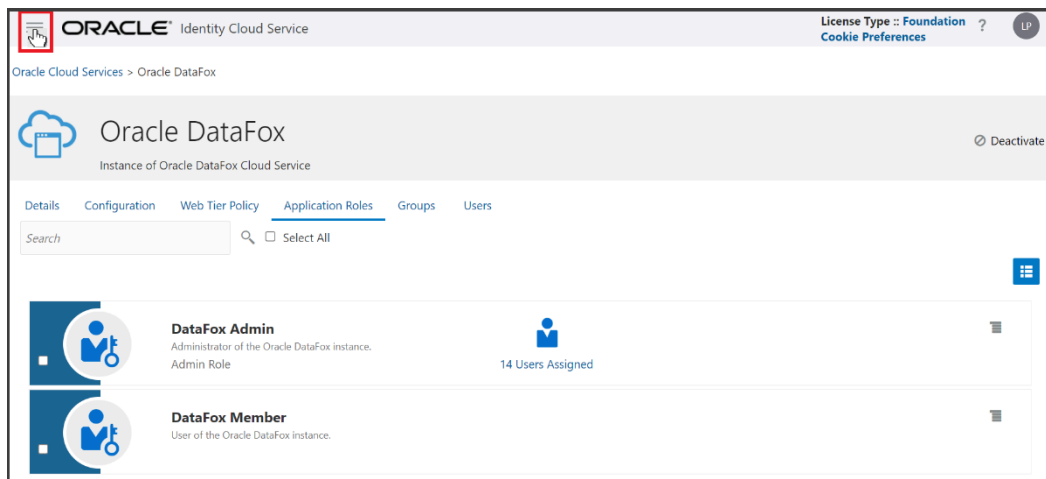 ORACLE® Identity Cloud Service
License Type :: Foundation
Cookie Preferences
?
LP
Oracle Cloud Services > Oracle DataFox
Oracle DataFox
Instance of Oracle DataFox Cloud Service
Deactivate
Details Configuration Web Tier Policy Application Roles Groups Users
Search Select All
DataFox Admin
Administrator of the Oracle DataFox instance.
Admin Role
14 Users Assigned
DataFox Member
User of the Oracle DataFox instance.